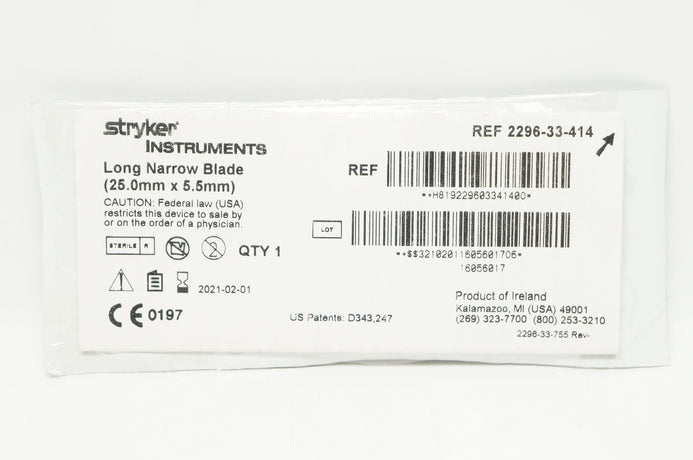 stryker
INSTRUMENTS
REF 2296-33-414
Long Narrow Blade
(25.0mm x 5.5mm)
CAUTION: Federal law (USA)
restricts this device to sale by
or on the order of a physician.
REF
*+H819229603341400*
LOT
*+$$32102011605601706*
16056017
STERILE R
2
QTY 1
2021-02-01
CE 0197
US Patents: D343,247
Product of Ireland
Kalamazoo, MI (USA) 49001
(269) 323-7700 (800) 253-3210
2296-33-755 Rev-